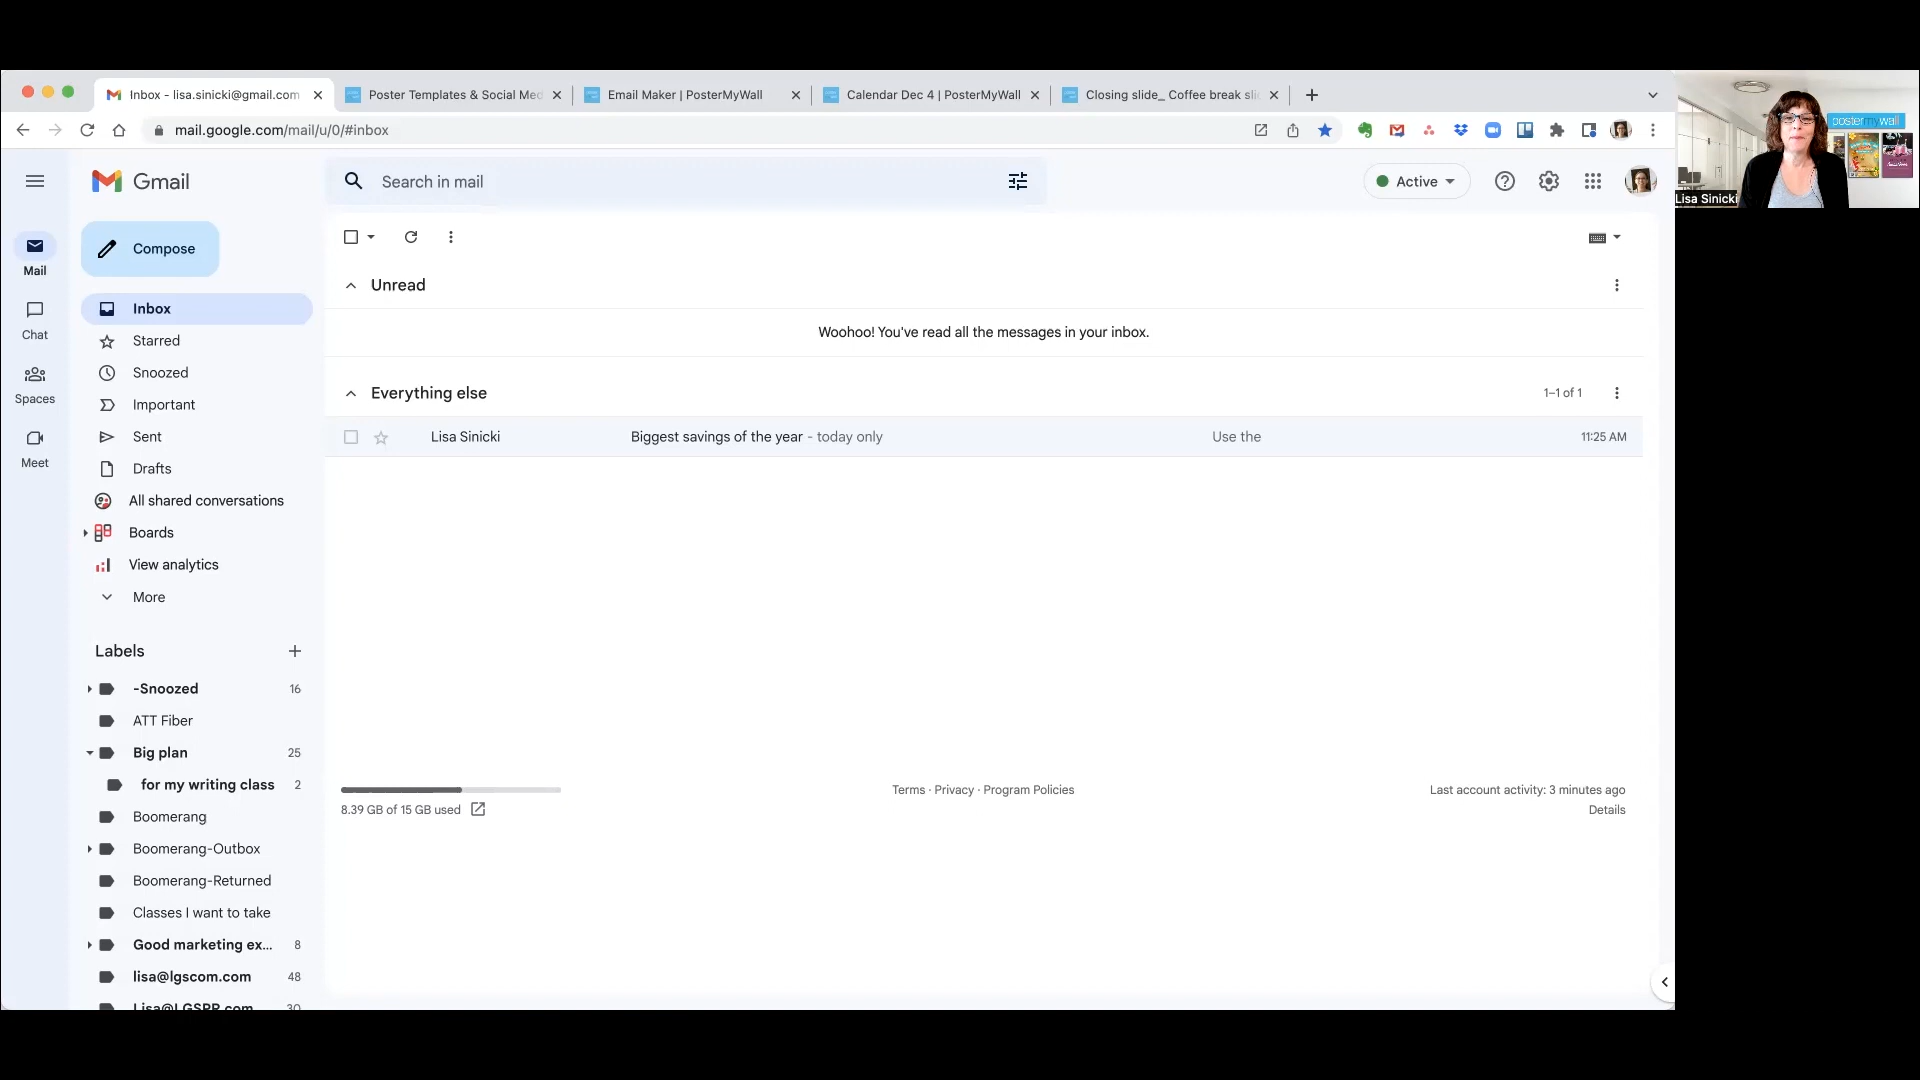 Inbox - lisa.sinicki@gmail.com
Poster Templates & Social Med
Email Maker | PosterMyWall
Calendar Dec 4 | PosterMyWall
Closing slide_ Coffee break sli
mail.google.com/mail/u/0/#inbox
postermywall
Lisa Sinicki
Gmail
Search in mail
Active
Compose
Mail
Unread
Inbox
Chat
Woohoo! You've read all the messages in your inbox.
Starred
Snoozed
Spaces
Everything else
1–1 of 1
Important
Sent
Lisa Sinicki
Biggest savings of the year - today only
Use the
11:25 AM
Meet
Drafts
All shared conversations
Boards
View analytics
More
Labels
-Snoozed 16
ATT Fiber
Big plan 25
for my writing class 2
Terms · Privacy · Program Policies
Last account activity: 3 minutes ago
8.39 GB of 15 GB used
Details
Boomerang
Boomerang-Outbox
Boomerang-Returned
Classes I want to take
Good marketing ex... 8
lisa@lgscom.com 48
Lisa@LGSPR.com 30